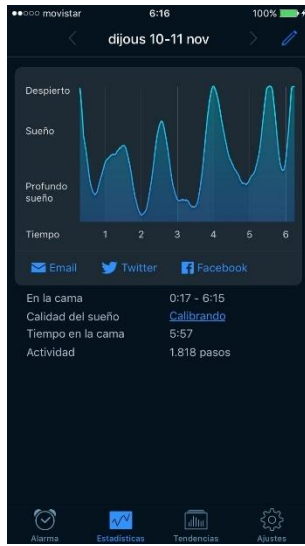 movistar 6:16 100%
dijous 10-11 nov
Despierto
Sueño
Profundo
sueño
Tiempo 1 2 3 4 5 6
Email Twitter Facebook
En la cama 0:17 - 6:15
Calidad del sueño Calibrando
Tiempo en la cama 5:57
Actividad 1.818 pasos
Alarma Estadísticas Tendencias Ajustes